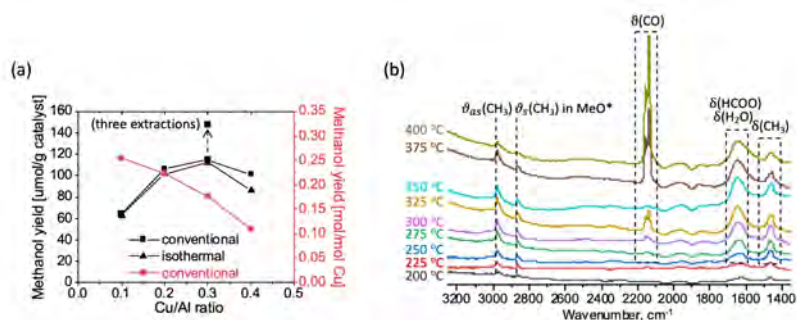 (a)
Methanol yield [umol/g catalyst]
160
140
120
100
80
60
40
20
0
(three extractions)
conventional
isothermal
conventional
0.0 0.1 0.2 0.3 0.4 0.5
Cu/Al ratio
0.35
0.30
0.25
0.20
0.15
0.10
0.05
0.00
Methanol yield [mol/mol Cu]
(b)
δ(CO)
ϑas(CH3) ϑs(CH3) in MeO*
δ(HCOO)
δ(H2O)
δ(CH3)
400 °C
375 °C
350 °C
325 °C
300 °C
275 °C
250 °C
225 °C
200 °C
3200 3000 2800 2600 2400 2200 2000 1800 1600 1400
Wavenumber, cm-1